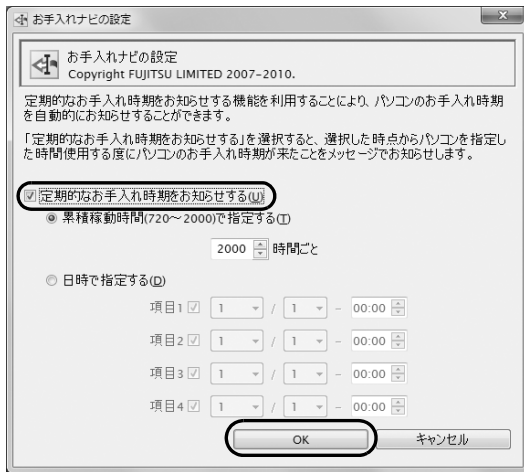 お手入れナビの設定
お手入れナビの設定
Copyright FUJITSU LIMITED 2007-2010.
定期的なお手入れ時期をお知らせする機能を利用することにより、パソコンのお手入れ時期
を自動的にお知らせすることができます。
「定期的なお手入れ時期をお知らせする」を選択すると、選択した時点からパソコンを指定し
た時間使用する度にパソコンのお手入れ時期が来たことをメッセージでお知らせします。
定期的なお手入れ時期をお知らせする(U)
累積稼動時間(720～2000)で指定する(T)
2000 時間ごと
日時で指定する(D)
項目1 1 / 1 - 00:00
項目2 1 / 1 - 00:00
項目3 1 / 1 - 00:00
項目4 1 / 1 - 00:00
OK キャンセル